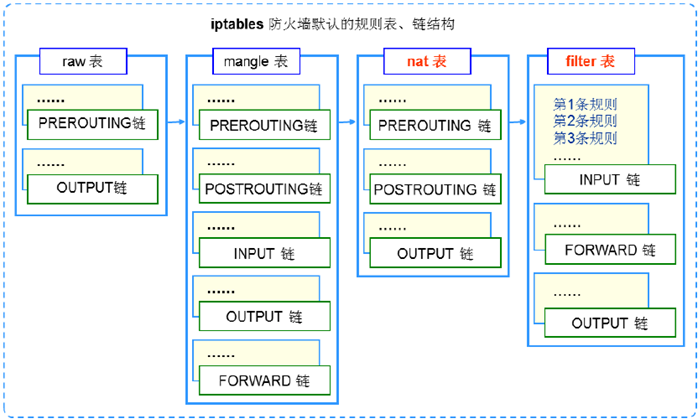 iptables 防火墙默认的规则表、链结构
raw 表
……
PREROUTING链
……
OUTPUT链
mangle 表
……
PREROUTING链
……
POSTROUTING链
……
INPUT 链
……
OUTPUT 链
……
FORWARD 链
nat 表
……
PREROUTING 链
……
POSTROUTING 链
……
OUTPUT 链
filter 表
第1条规则
第2条规则
第3条规则
……
INPUT 链
……
FORWARD 链
……
OUTPUT 链